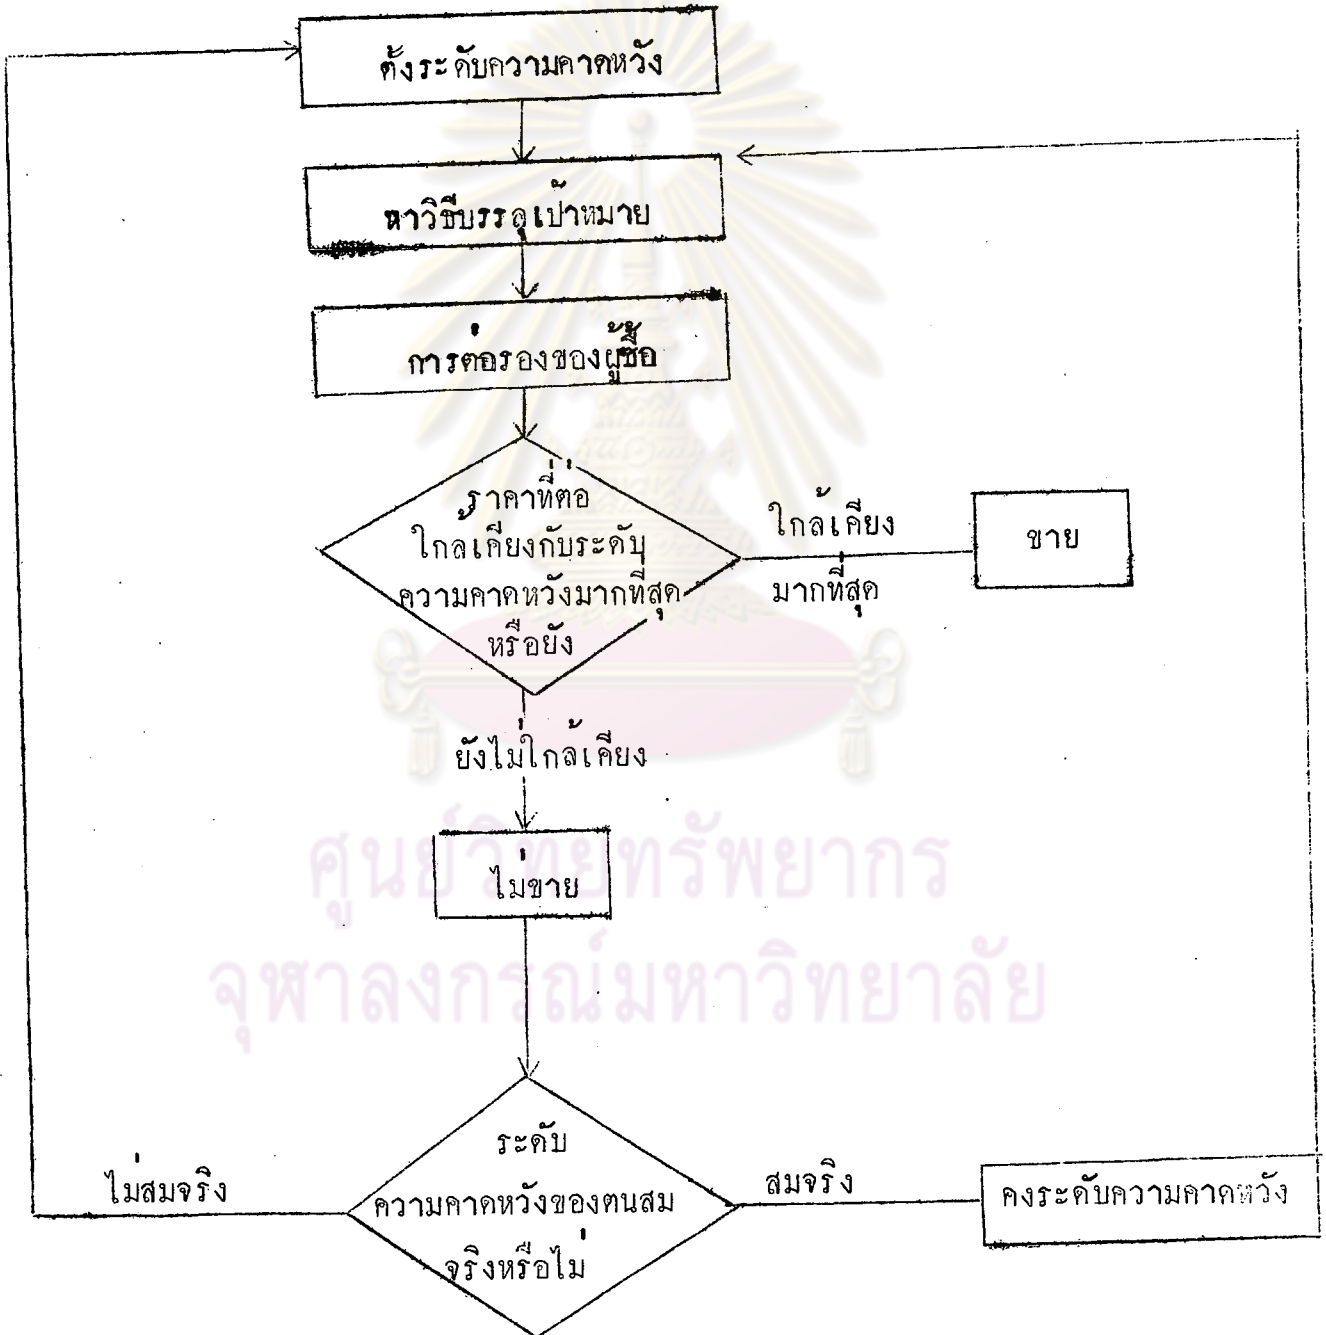 ตั้งระดับความคาดหวัง
หาวิธีบรรลุเป้าหมาย
การต่อรองของผู้ซื้อ
ราคาที่ต่อ
ใกล้เคียงกับระดับ
ความคาดหวังมากที่สุด
หรือยัง
ใกล้เคียง
มากที่สุด
ขาย
ยังไม่ใกล้เคียง
ไม่ขาย
ศูนย์วิทยทรัพยากร
จุฬาลงกรณ์มหาวิทยาลัย
ระดับ
ความคาดหวังของตนสม
จริงหรือไม่
ไม่สมจริง
สมจริง
คงระดับความคาดหวัง